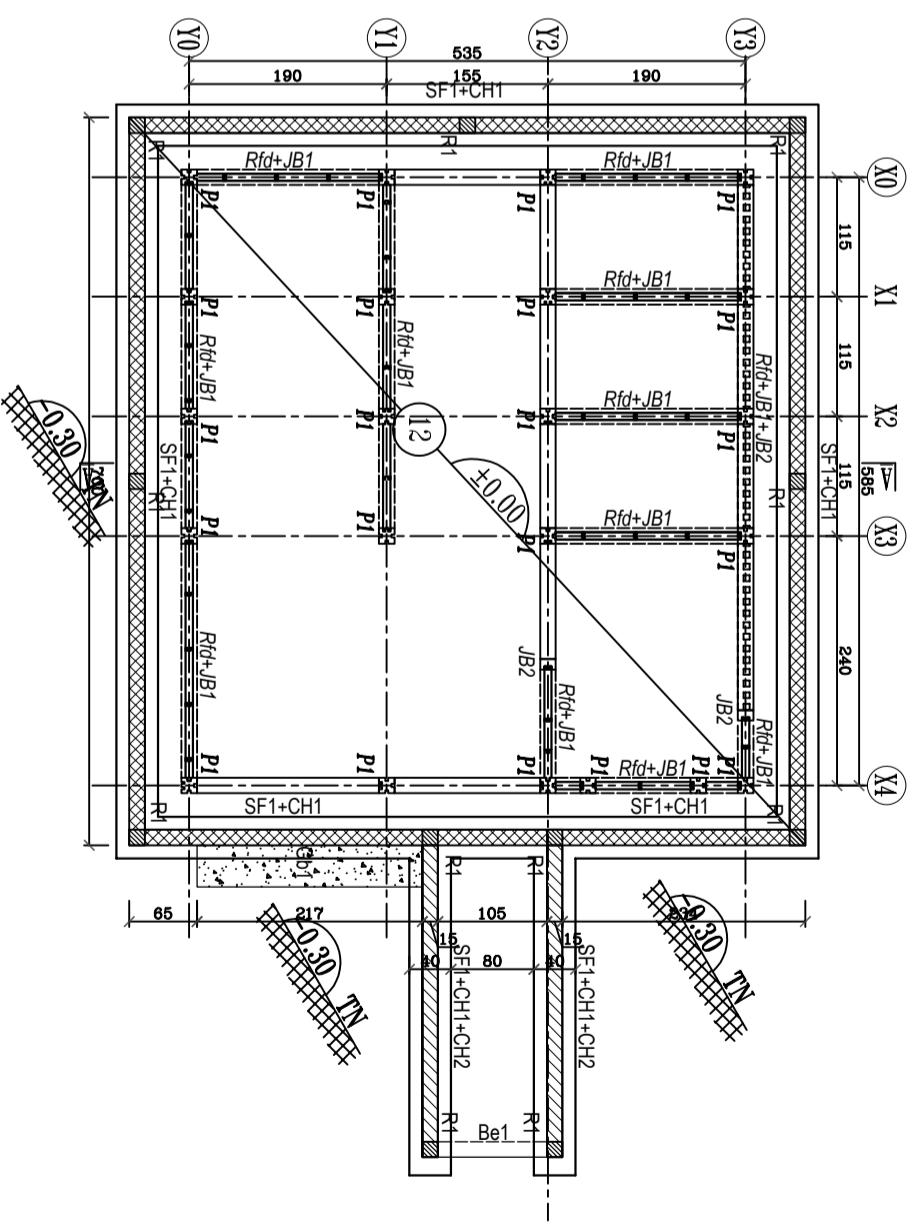 Y0
Y1
Y2
Y3
535
190
155
190
SF1+CH1
R1
R1
R1
X0
Rfd+JB1
Rfd+JB1
P1
P1
P1
P1
115
X1
Rfd+JB1
P1
P1
P1
P1
Rfd+JB1
Rfd+JB1
Rfd+JB1+JB2
115
X2
Rfd+JB1
P1
P1
P1
P1
12
±0.00
-0.30
TN
SF1+CH1
R1
R1
SF1+CH1
115
585
A
X3
Rfd+JB1
P1
P1
P1
P1
Rfd+JB1
JB2
Rfd+JB1
JB2
Rfd+JB1
240
X4
Rfd+JB1
P1
P1
P1
P1
P1
P1
SF1+CH1
SF1+CH1
R1
R1
Gb1
R1
R1
65
217
105
15
15
40
80
40
-0.30
TN
-0.30
TN
SF1+CH1+CH2
SF1+CH1+CH2
R1
R1
Be1